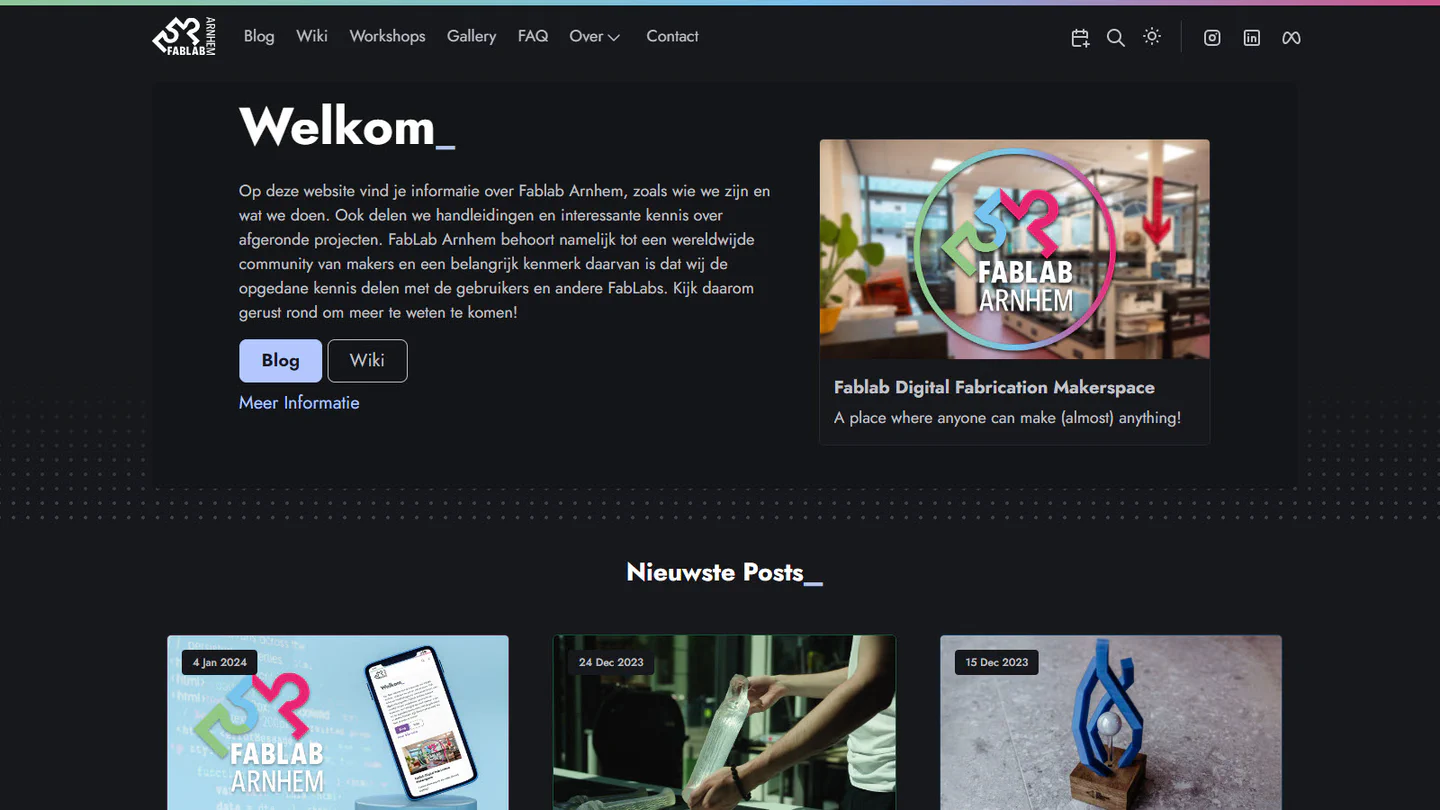 FABLAB
ARNHEM
Blog
Wiki
Workshops
Gallery
FAQ
Over
Contact
Welkom_
Op deze website vind je informatie over Fablab Arnhem, zoals wie we zijn en
wat we doen. Ook delen we handleidingen en interessante kennis over
afgeronde projecten. FabLab Arnhem behoort namelijk tot een wereldwijde
community van makers en een belangrijk kenmerk daarvan is dat wij de
opgedane kennis delen met de gebruikers en andere FabLabs. Kijk daarom
gerust rond om meer te weten te komen!
Blog
Wiki
Meer Informatie
FABLAB
ARNHEM
Fablab Digital Fabrication Makerspace
A place where anyone can make (almost) anything!
Nieuwste Posts_
4 Jan 2024
FABLAB
ARNHEM
Welkom_
24 Dec 2023
15 Dec 2023